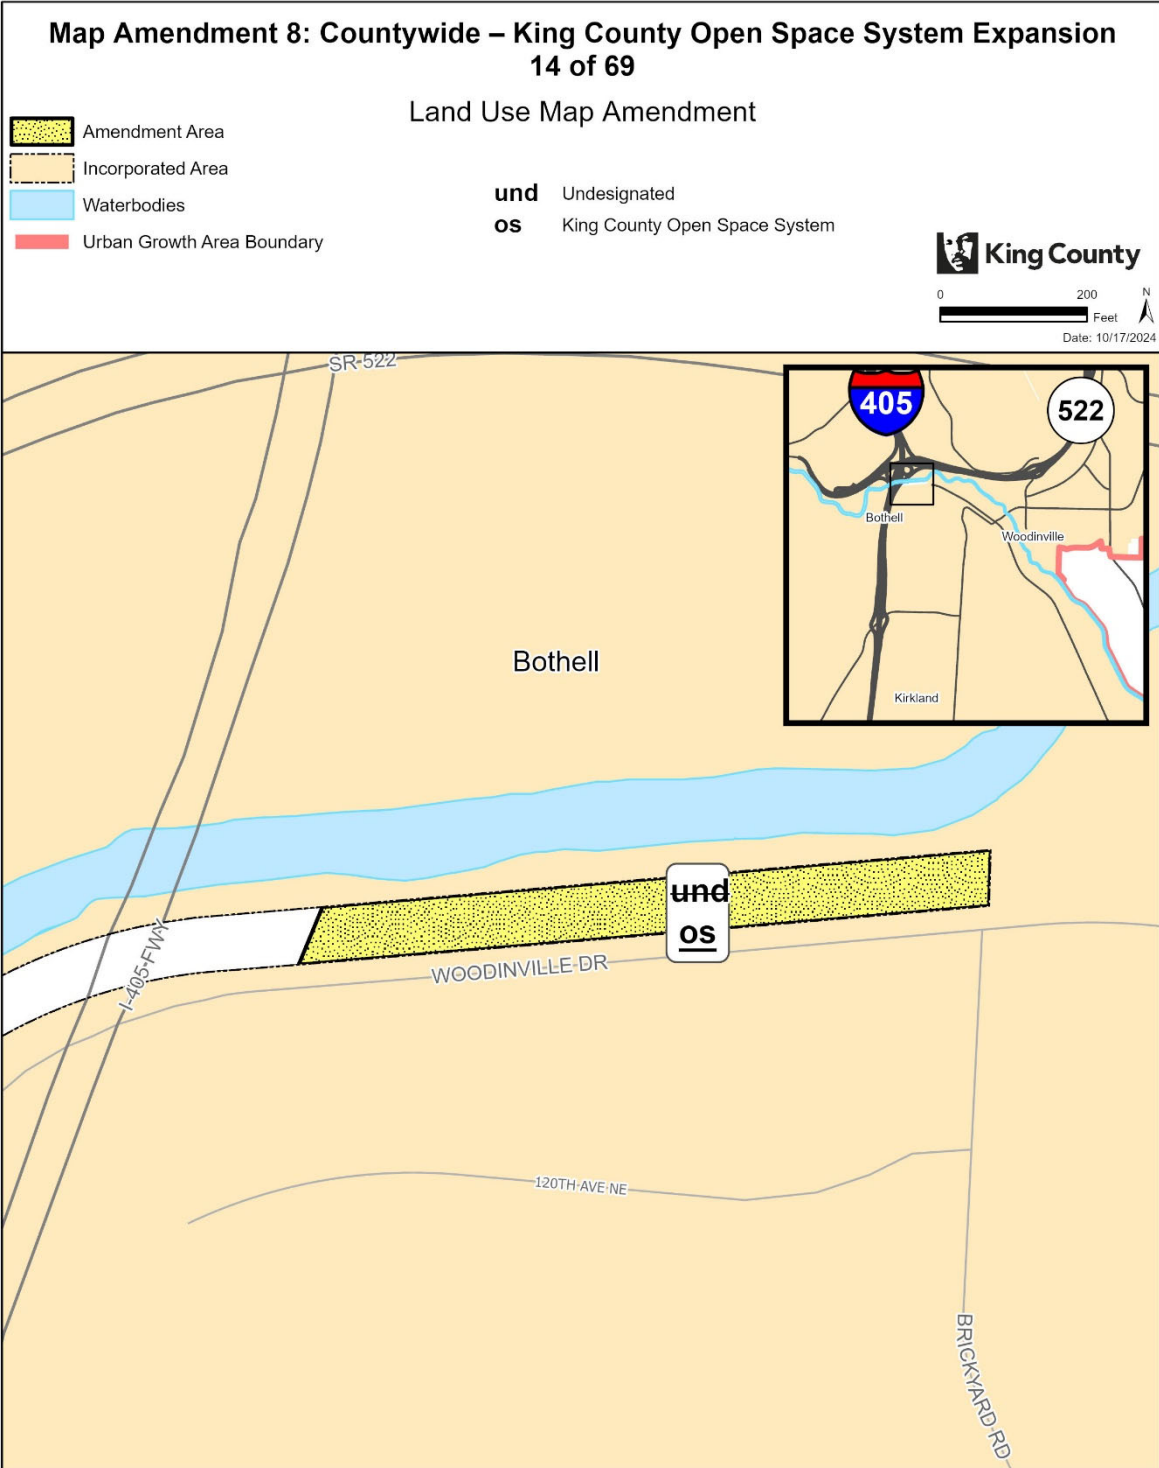 Map Amendment 8: Countywide – King County Open Space System Expansion
14 of 69
Land Use Map Amendment
Amendment Area
Incorporated Area
Waterbodies
Urban Growth Area Boundary
und Undesignated
os King County Open Space System
King County
0 200
Feet
N
Date: 10/17/2024
SR 522
405
522
Bothell
Woodinville
Kirkland
Bothell
und
os
I-405 FWY
WOODINVILLE DR
120TH AVE NE
BRICKYARD RD